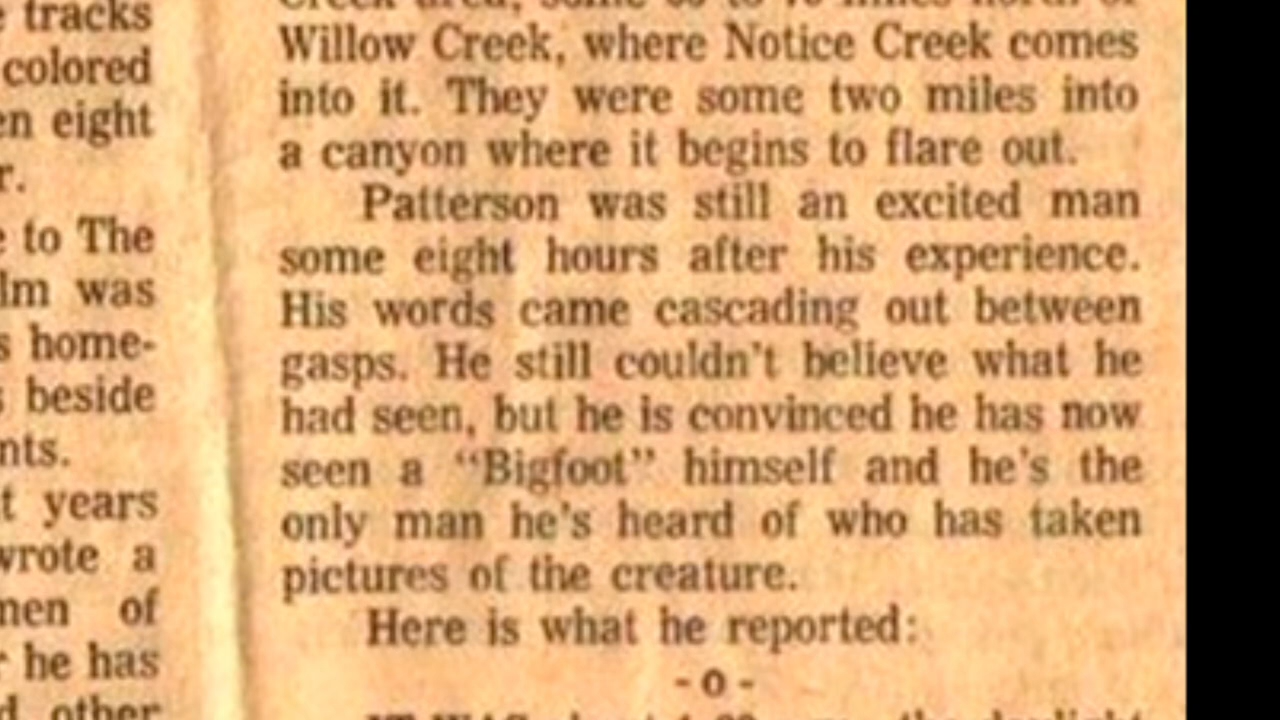 tracks
colored
eight
r.
to The
was
home-
beside
nts.
years
wrote a
men of
he has
other
Willow Creek, where Notice Creek comes
into it. They were some two miles into
a canyon where it begins to flare out.
Patterson was still an excited man
some eight hours after his experience.
His words came cascading out between
gasps. He still couldn't believe what he
had seen, but he is convinced he has now
seen a "Bigfoot" himself and he's the
only man he's heard of who has taken
pictures of the creature.
Here is what he reported:
- o -